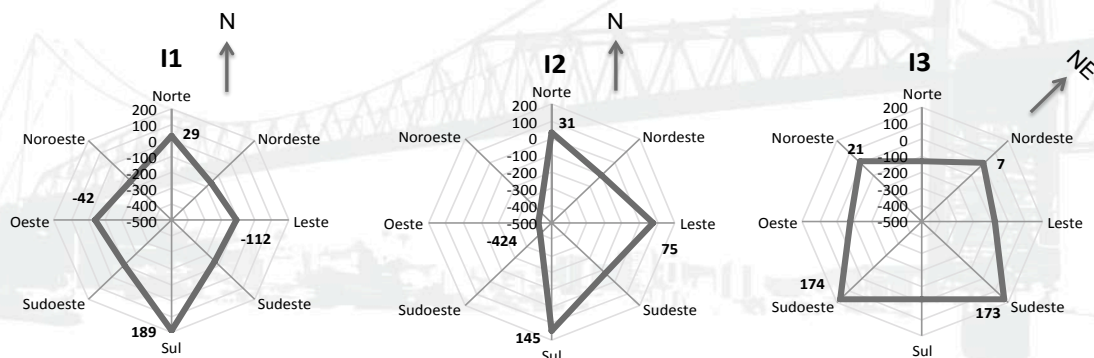 I1
N
Norte
200
100
0
-100
-200
-300
-400
-500
29
Nordeste
Leste
-112
Sudeste
Sul
189
Sudoeste
Oeste
-42
Noroeste
I2
N
Norte
200
100
0
-100
-200
-300
-400
-500
31
Nordeste
Leste
75
Sudeste
Sul
145
Sudoeste
Oeste
-424
Noroeste
I3
NE
Norte
200
100
0
-100
-200
-300
-400
-500
Nordeste
7
Leste
Sudeste
173
Sul
Sudoeste
174
Oeste
Noroeste
21